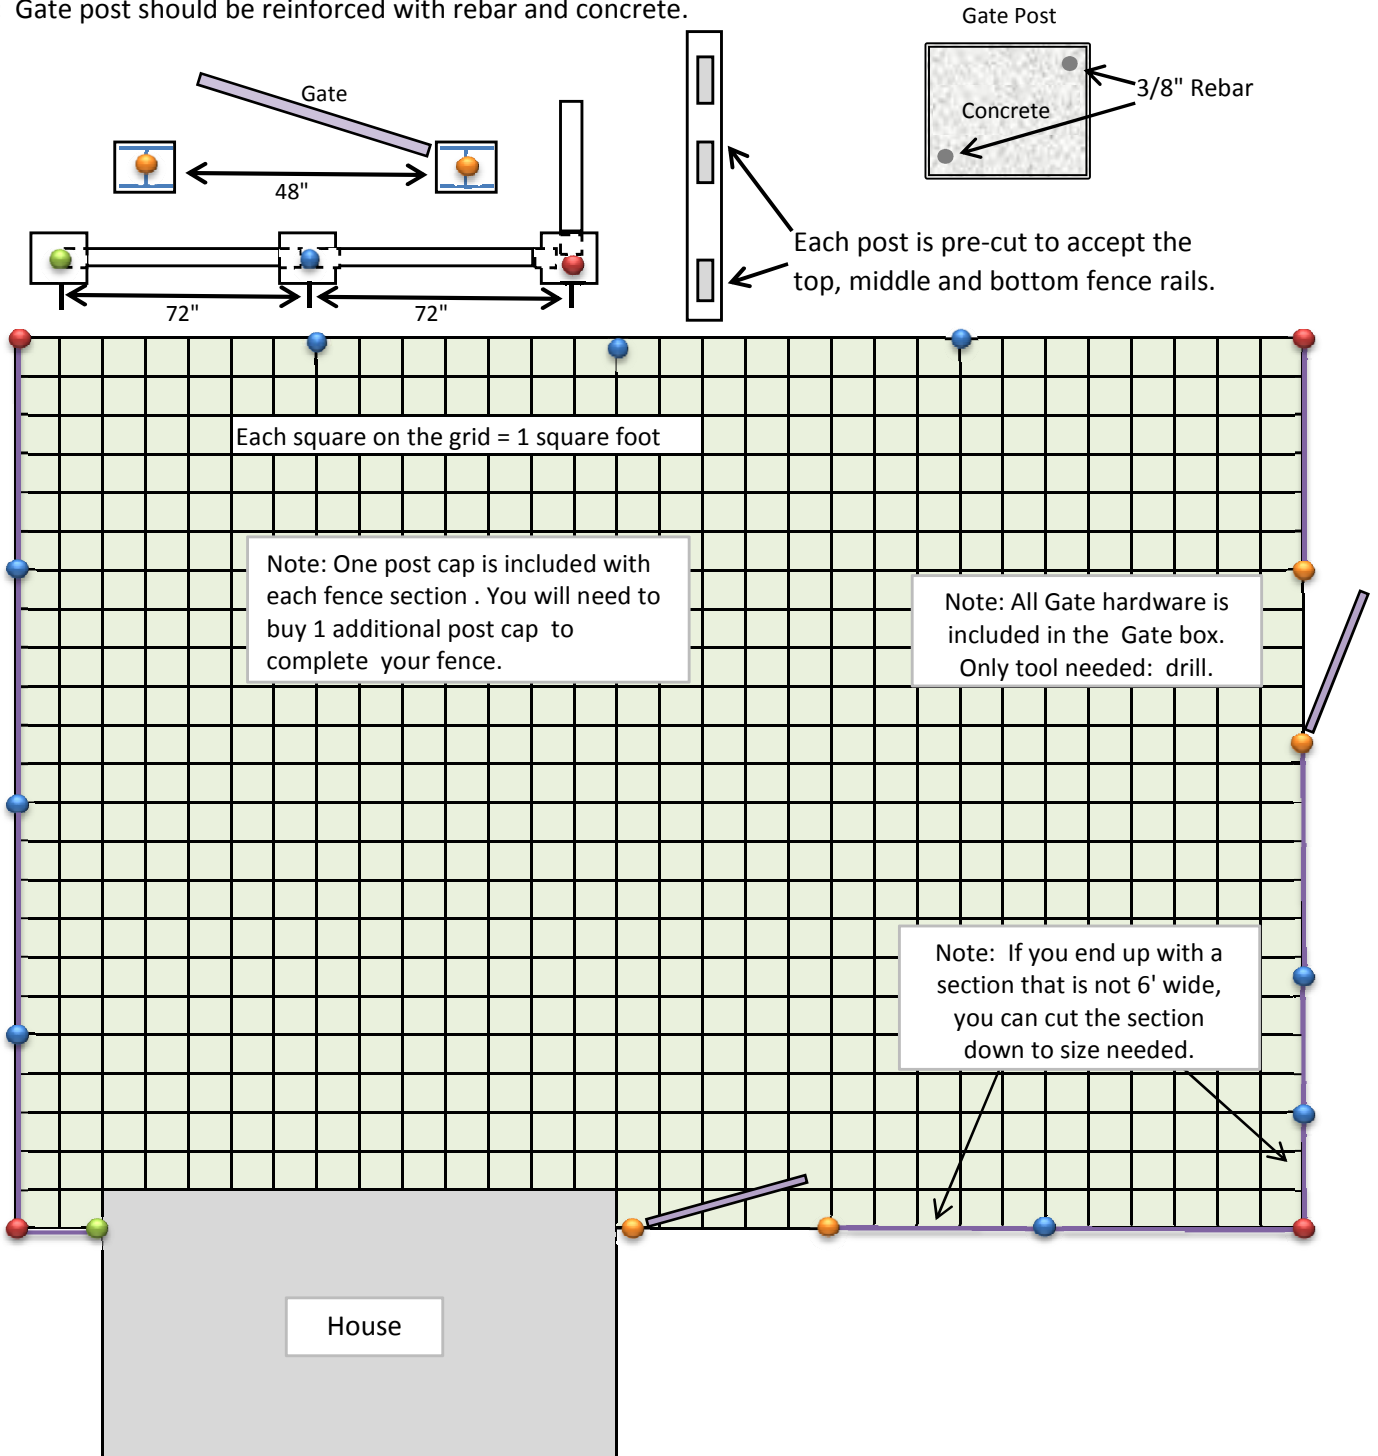 Gate post should be reinforced with rebar and concrete.
Gate Post
Gate
3/8" Rebar
Concrete
48"
Each post is pre-cut to accept the
top, middle and bottom fence rails.
72"
72"
Each square on the grid = 1 square foot
Note: One post cap is included with
each fence section . You will need to
buy 1 additional post cap to
complete your fence.
Note: All Gate hardware is
included in the Gate box.
Only tool needed: drill.
Note: If you end up with a
section that is not 6' wide,
you can cut the section
down to size needed.
House